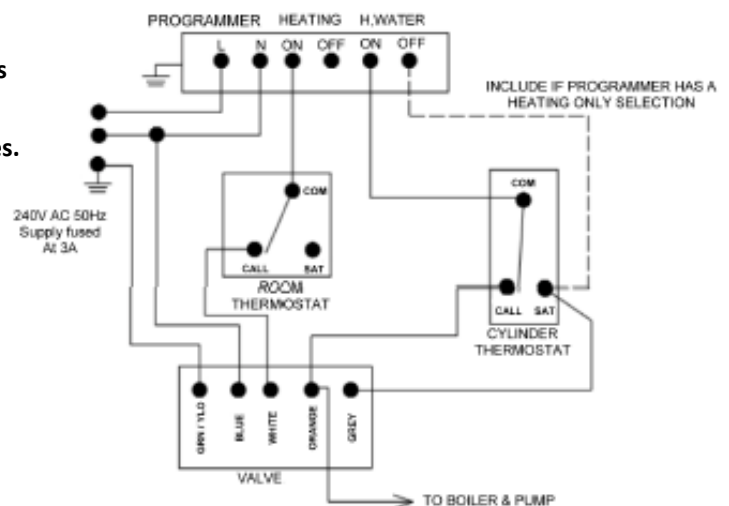 PROGRAMMER HEATING H.WATER
L N ON OFF ON OFF
s
es.
INCLUDE IF PROGRAMMER HAS A
HEATING ONLY SELECTION
240V AC 50Hz
Supply fused
At 3A
COM
CALL SAT
ROOM
THERMOSTAT
COM
CALL SAT
CYLINDER
THERMOSTAT
GRN / YLO
BLUE
WHITE
ORANGE
GREY
VALVE
TO BOILER & PUMP